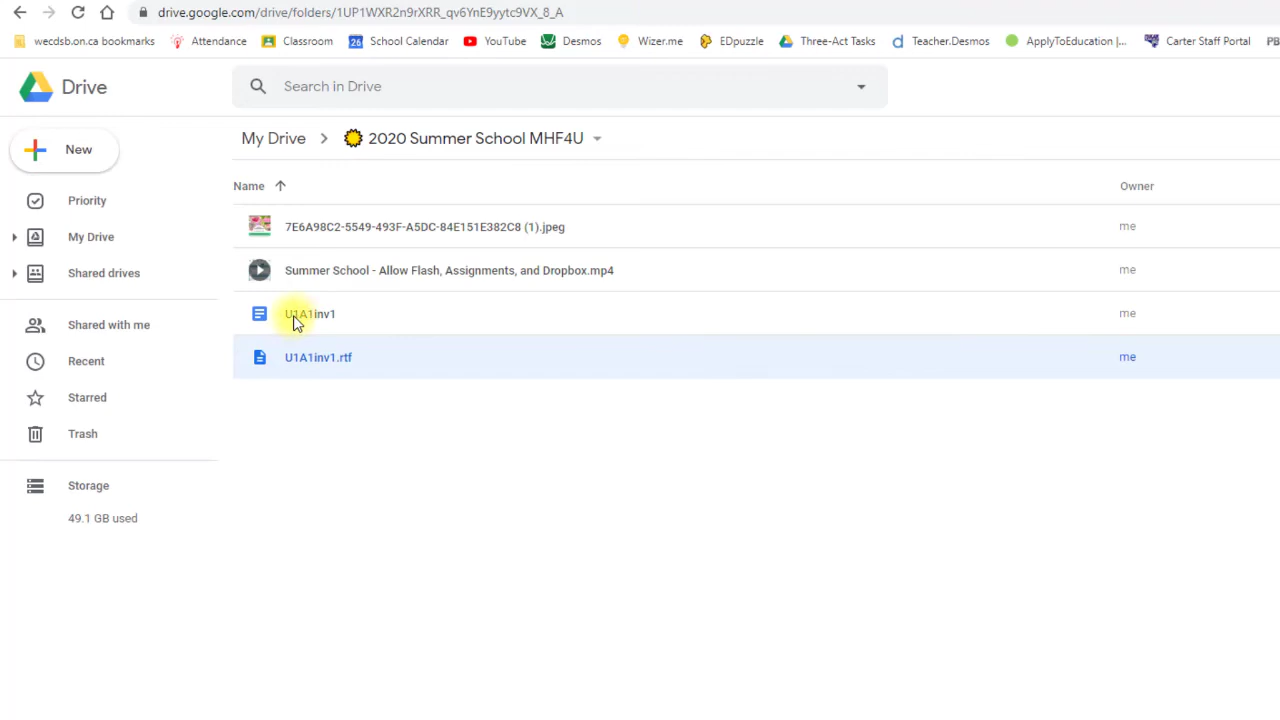 drive.google.com/drive/folders/1UP1WXR2n9rXRR_qv6YnE9yytc9VX_8_A
wecdsb.on.ca bookmarks Attendance Classroom 26 School Calendar YouTube Desmos Wizer.me EDpuzzle Three-Act Tasks d Teacher.Desmos ApplyToEducation |... Carter Staff Portal PB
Drive
Search in Drive
New
My Drive > 2020 Summer School MHF4U
Name Owner
Priority
7E6A98C2-5549-493F-A5DC-84E151E382C8 (1).jpeg me
My Drive
Summer School - Allow Flash, Assignments, and Dropbox.mp4 me
Shared drives
U1A1inv1 me
Shared with me
U1A1inv1.rtf me
Recent
Starred
Trash
Storage
49.1 GB used